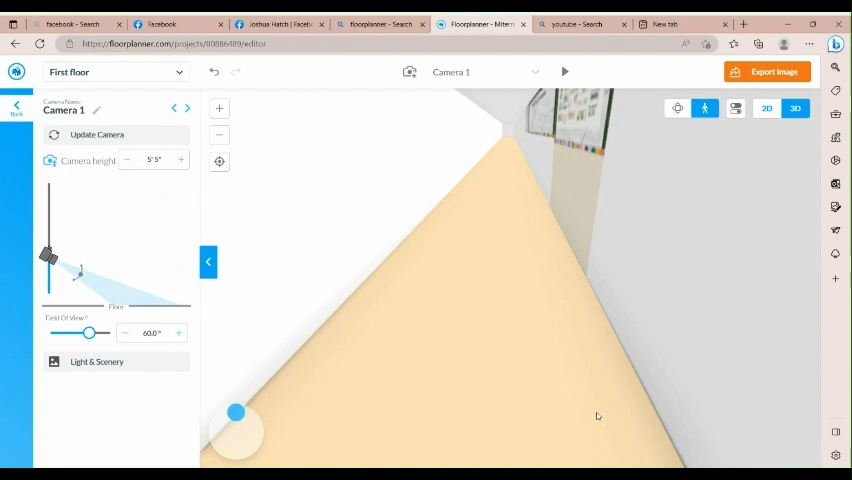 facebook - Search
Facebook
Joshua Hatch | Faceb
floorplanner - Search
Floorplanner - Mitern
youtube - Search
New tab
https://floorplanner.com/projects/80886489/editor
First floor
Camera 1
Export Image
Back
Camera Name
Camera 1
2D
3D
Update Camera
Camera height
5' 5"
Floor
Field Of View °
60.0 °
Light & Scenery